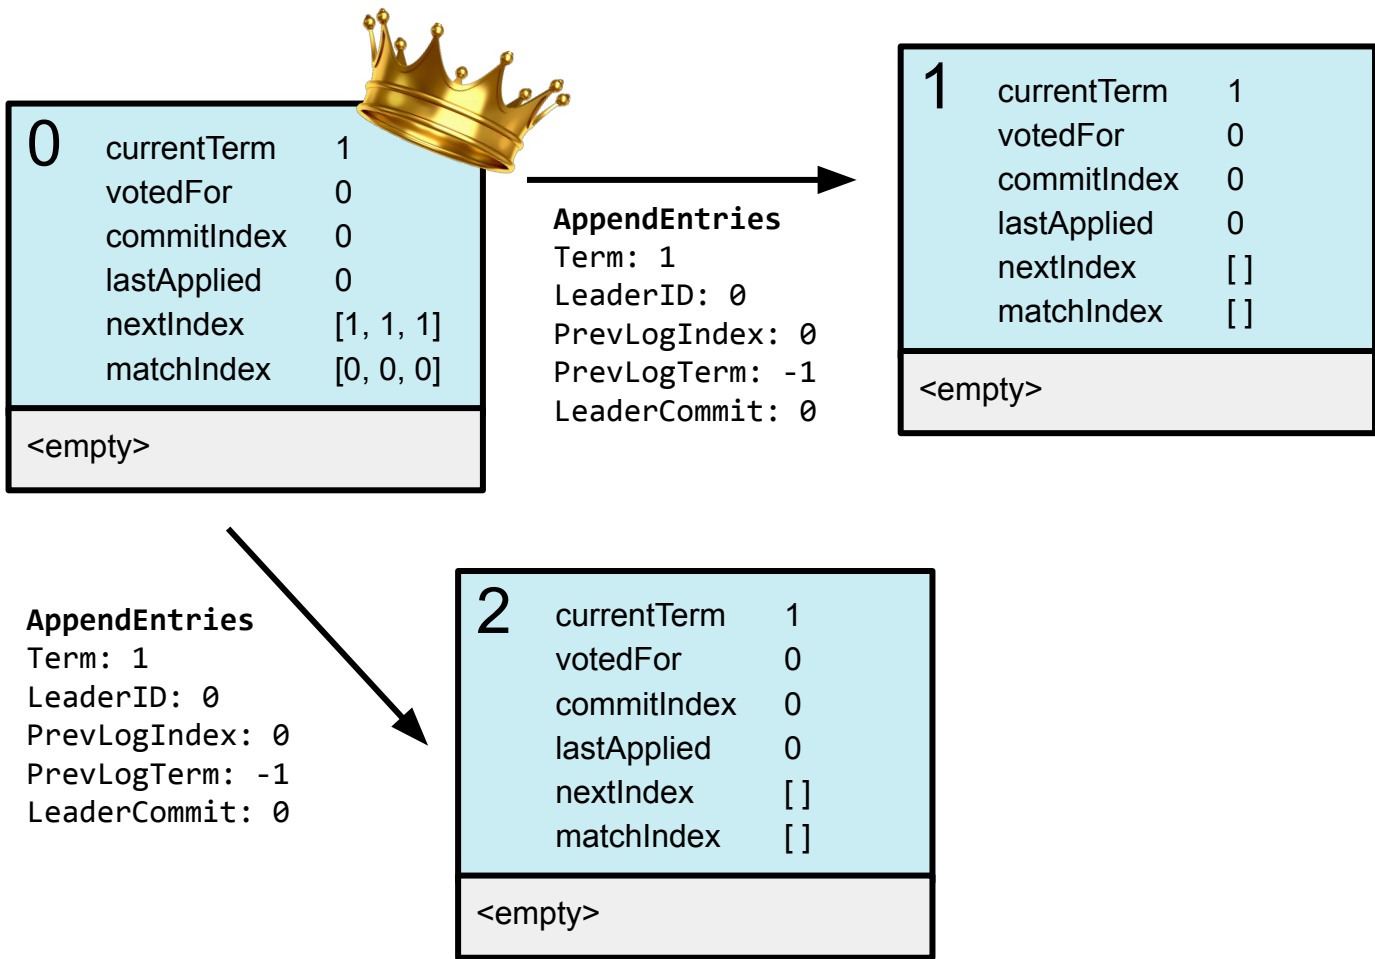 0
currentTerm 1
votedFor 0
commitIndex 0
lastApplied 0
nextIndex [1, 1, 1]
matchIndex [0, 0, 0]
<empty>
AppendEntries
Term: 1
LeaderID: 0
PrevLogIndex: 0
PrevLogTerm: -1
LeaderCommit: 0
1
currentTerm 1
votedFor 0
commitIndex 0
lastApplied 0
nextIndex [ ]
matchIndex [ ]
<empty>
AppendEntries
Term: 1
LeaderID: 0
PrevLogIndex: 0
PrevLogTerm: -1
LeaderCommit: 0
2
currentTerm 1
votedFor 0
commitIndex 0
lastApplied 0
nextIndex [ ]
matchIndex [ ]
<empty>